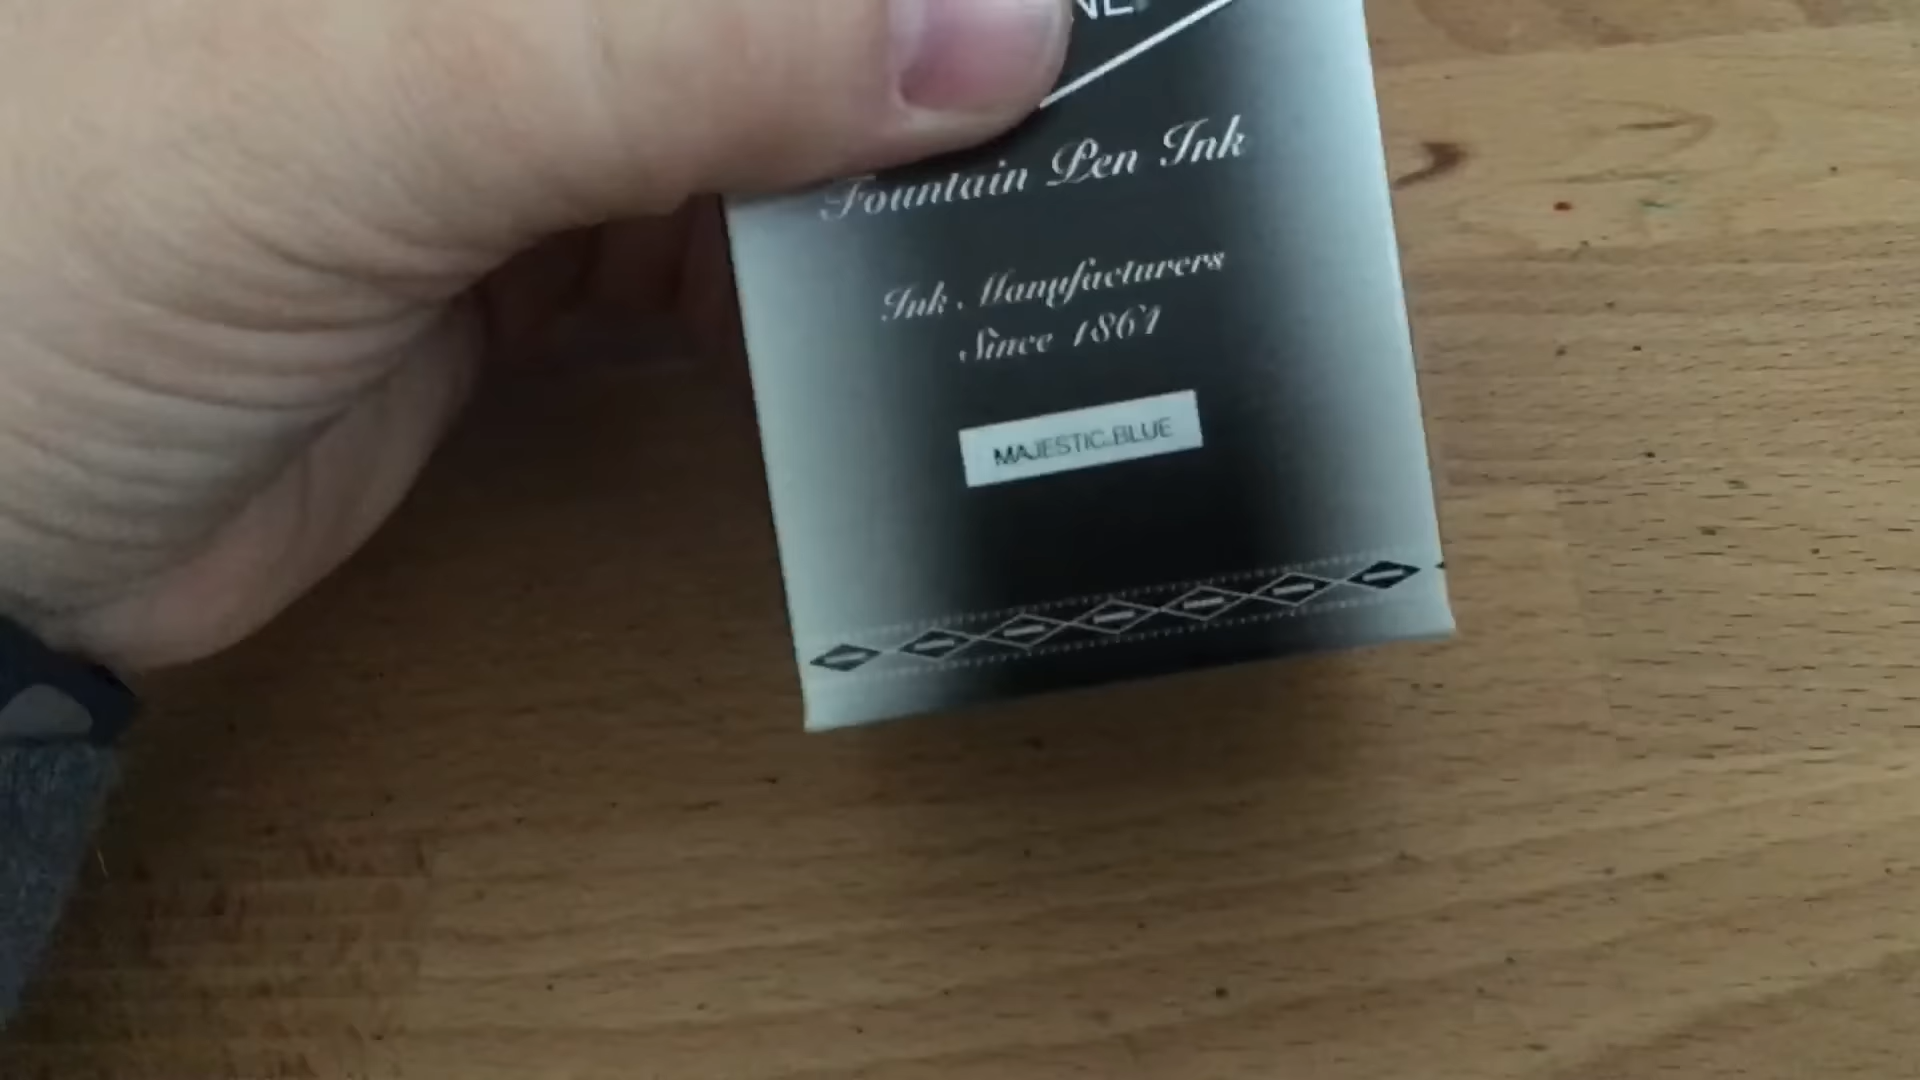 Fountain Pen Ink
Ink Manufacturers
Since 1864
MAJESTIC BLUE